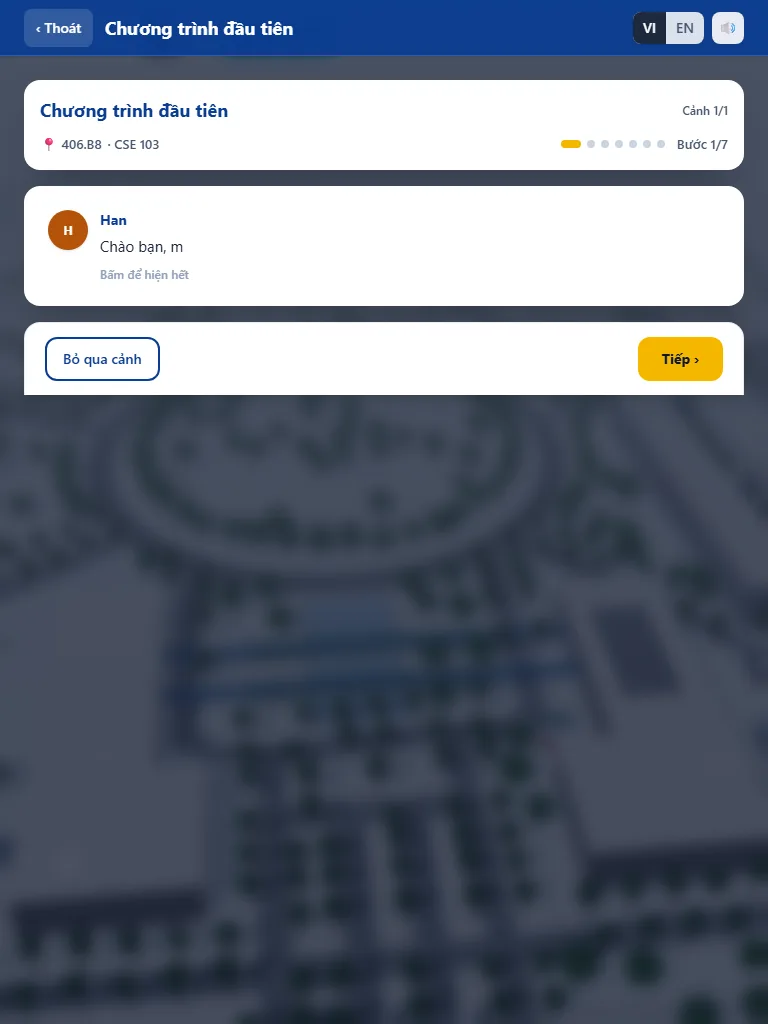 ‹ Thoát
Chương trình đầu tiên
VI
EN
Chương trình đầu tiên
Cảnh 1/1
406.B8 · CSE 103
Bước 1/7
H
Han
Chào bạn, m
Bấm để hiện hết
Bỏ qua cảnh
Tiếp ›